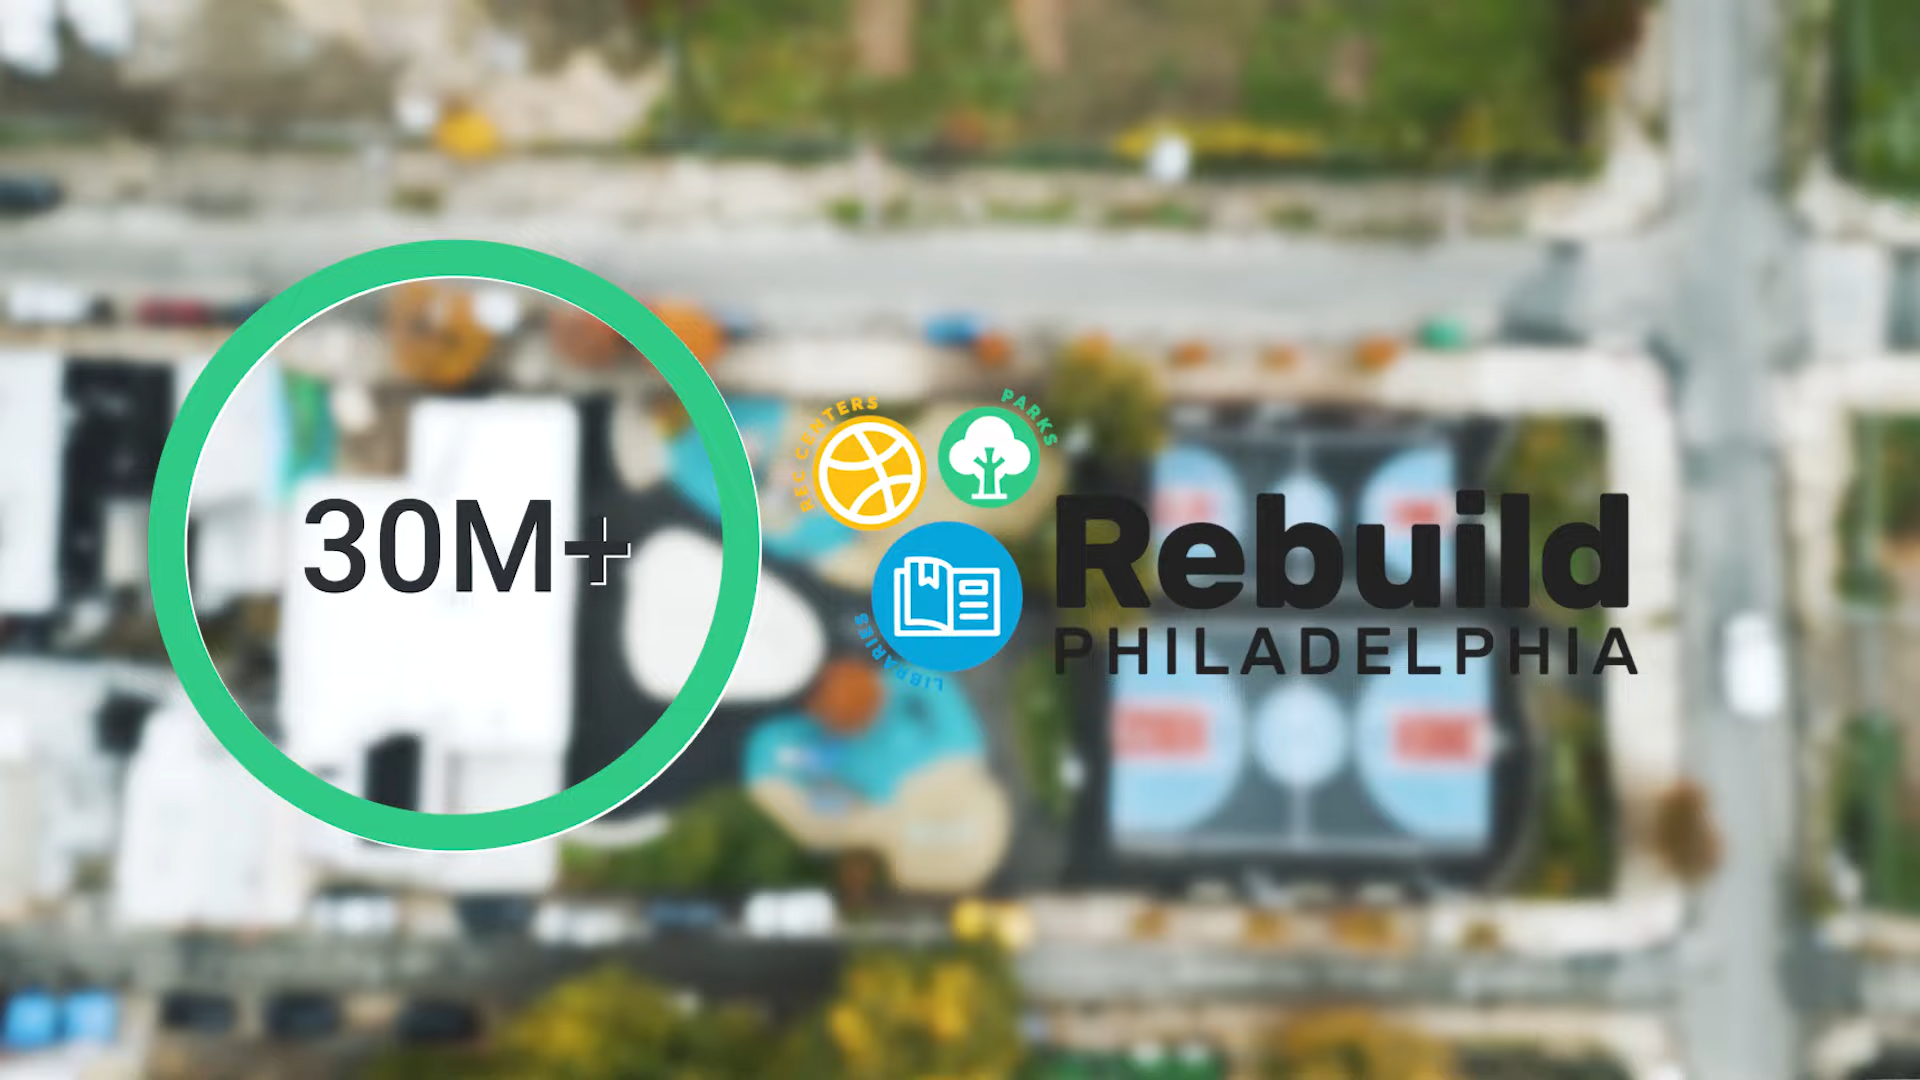 30M+
REC CENTERS
PARKS
LIBRARIES
Rebuild
PHILADELPHIA